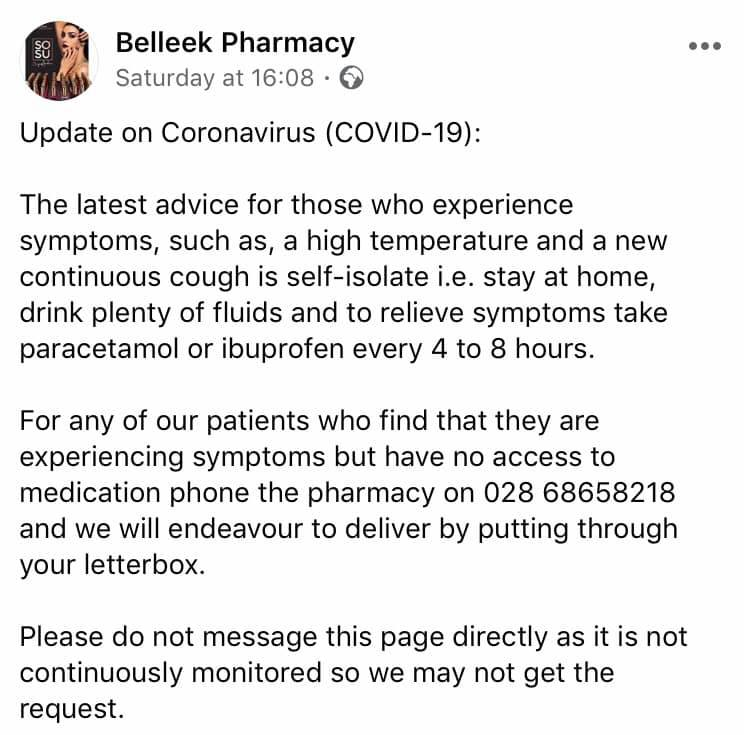 SO
SU
Belleek Pharmacy
Saturday at 16:08 ·
Update on Coronavirus (COVID-19):
The latest advice for those who experience
symptoms, such as, a high temperature and a new
continuous cough is self-isolate i.e. stay at home,
drink plenty of fluids and to relieve symptoms take
paracetamol or ibuprofen every 4 to 8 hours.
For any of our patients who find that they are
experiencing symptoms but have no access to
medication phone the pharmacy on 028 68658218
and we will endeavour to deliver by putting through
your letterbox.
Please do not message this page directly as it is not
continuously monitored so we may not get the
request.